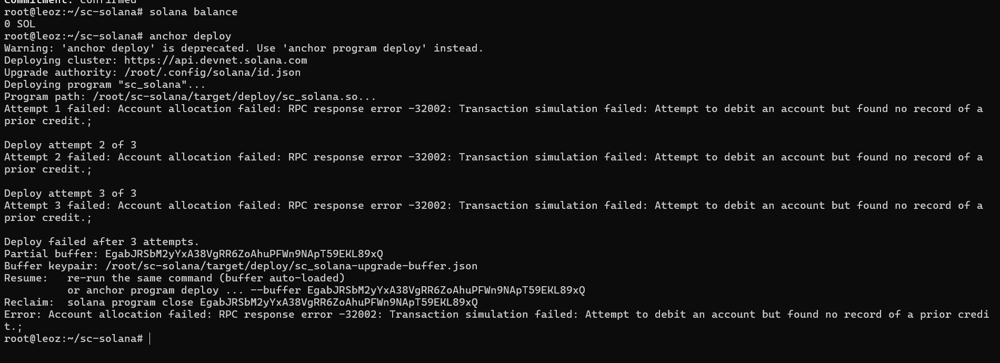 Commitment: confirmed
root@leoz:~/sc-solana# solana balance
0 SOL
root@leoz:~/sc-solana# anchor deploy
Warning: 'anchor deploy' is deprecated. Use 'anchor program deploy' instead.
Deploying cluster: https://api.devnet.solana.com
Upgrade authority: /root/.config/solana/id.json
Deploying program "sc_solana"...
Program path: /root/sc-solana/target/deploy/sc_solana.so...
Attempt 1 failed: Account allocation failed: RPC response error -32002: Transaction simulation failed: Attempt to debit an account but found no record of a
prior credit.;
Deploy attempt 2 of 3
Attempt 2 failed: Account allocation failed: RPC response error -32002: Transaction simulation failed: Attempt to debit an account but found no record of a
prior credit.;
Deploy attempt 3 of 3
Attempt 3 failed: Account allocation failed: RPC response error -32002: Transaction simulation failed: Attempt to debit an account but found no record of a
prior credit.;
Deploy failed after 3 attempts.
Partial buffer: EgabJRSbM2yYxA38VgRR6ZoAhuPFWn9NApT59EKL89xQ
Buffer keypair: /root/sc-solana/target/deploy/sc_solana-upgrade-buffer.json
Resume:   re-run the same command (buffer auto-loaded)
          or anchor program deploy ... --buffer EgabJRSbM2yYxA38VgRR6ZoAhuPFWn9NApT59EKL89xQ
Reclaim:  solana program close EgabJRSbM2yYxA38VgRR6ZoAhuPFWn9NApT59EKL89xQ
Error: Account allocation failed: RPC response error -32002: Transaction simulation failed: Attempt to debit an account but found no record of a prior credi
t.;
root@leoz:~/sc-solana#